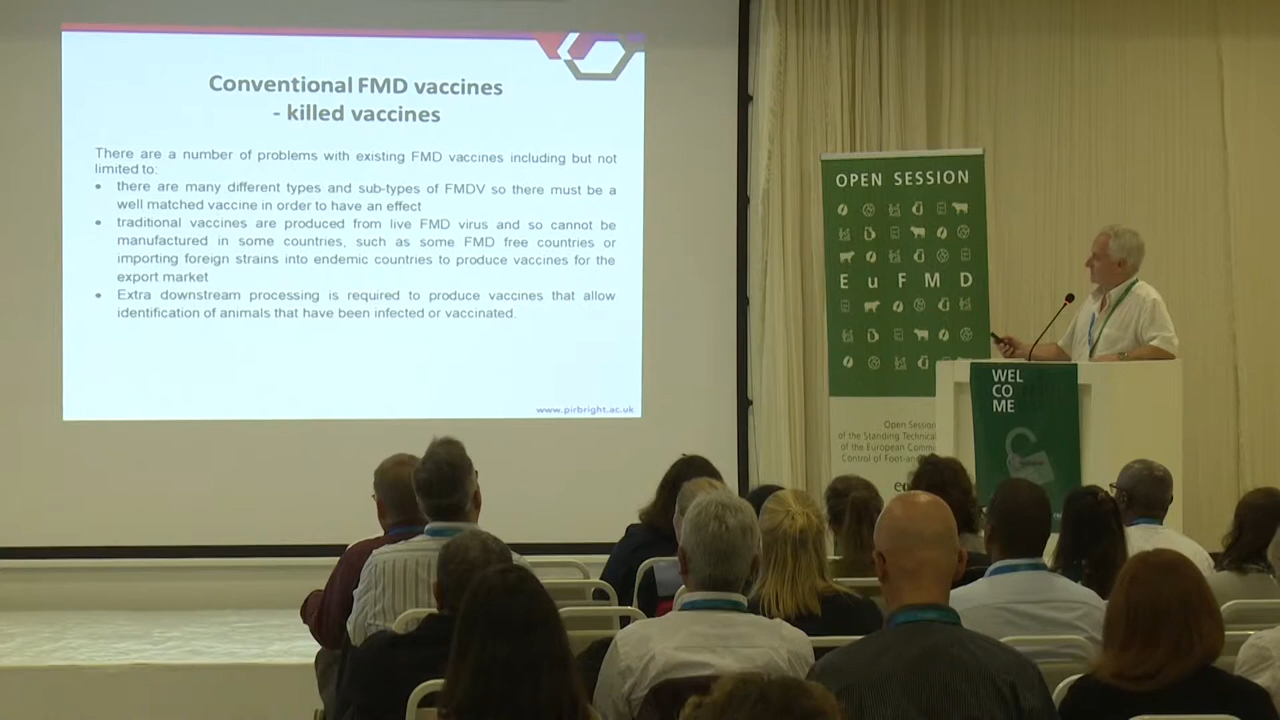 Conventional FMD vaccines
- killed vaccines
There are a number of problems with existing FMD vaccines including but not
limited to:
• there are many different types and sub-types of FMDV so there must be a
well matched vaccine in order to have an effect
• traditional vaccines are produced from live FMD virus and so cannot be
manufactured in some countries, such as some FMD free countries or
importing foreign strains into endemic countries to produce vaccines for the
export market
• Extra downstream processing is required to produce vaccines that allow
identification of animals that have been infected or vaccinated.
www.pirbright.ac.uk
OPEN SESSION
E u F M D
Open Session
of the Standing Technical
of the European Comm
Control of Foot-and
WEL
CO
ME